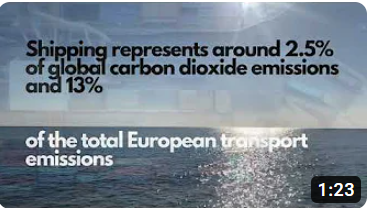 Shipping represents around 2.5%
of global carbon dioxide emissions
and 13%
of the total European transport
emissions
1:23